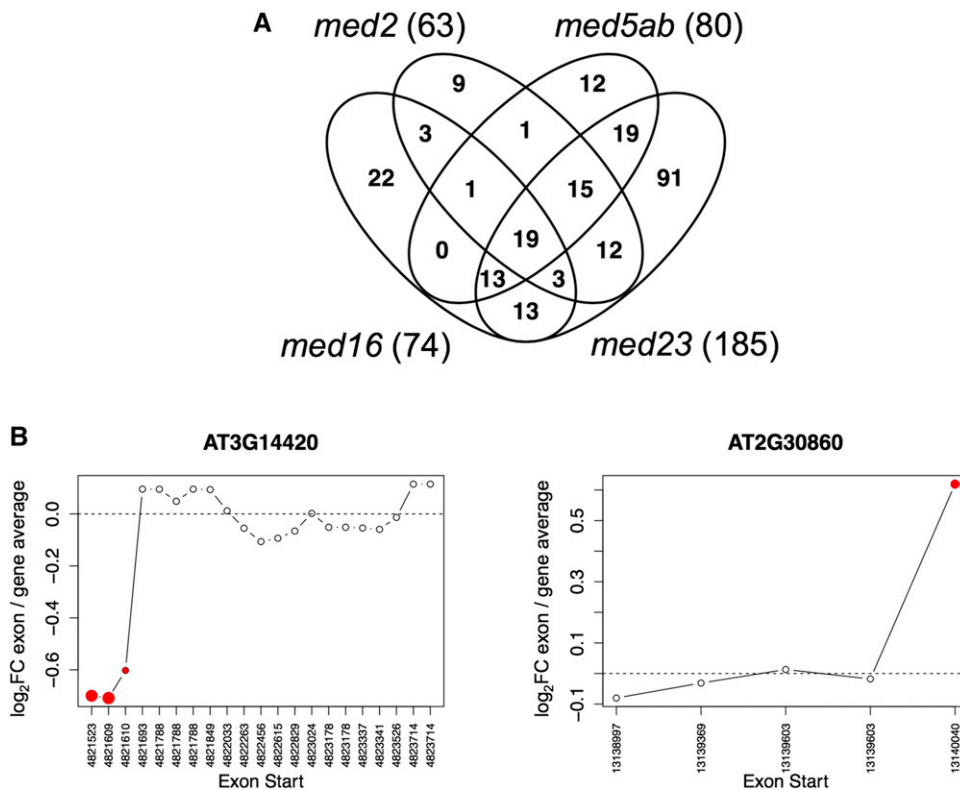 A
med2 (63) med5ab (80)
9 12
3 1 19
22 1 15 91
0 19 12
13 3
13
med16 (74) med23 (185)
B
AT3G14420
log2FC exon / gene average
0.0
−0.2
−0.4
−0.6
4821523 4821609 4821610 4821693 4821788 4821788 4821788 4821849 4822033 4822263 4822456 4822615 4822829 4823024 4823178 4823178 4823337 4823341 4823526 4823714 4823714
Exon Start
AT2G30860
log2FC exon / gene average
0.5
0.3
0.1
−0.1
13138997 13139369 13139603 13139603 13140040
Exon Start